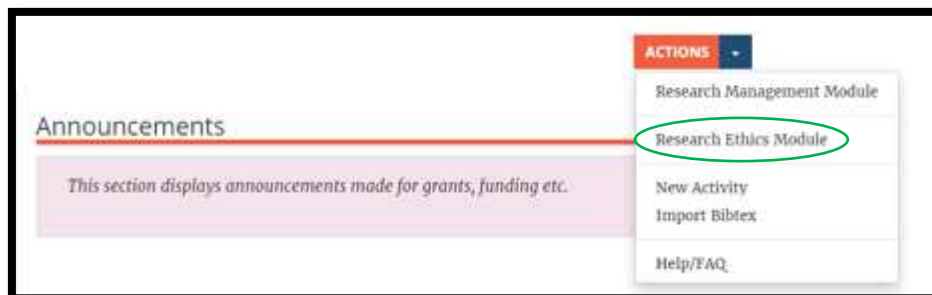 ACTIONS
Research Management Module
Announcements
Research Ethics Module
This section displays announcements made for grants, funding etc.
New Activity
Import Bibtex
Help/FAQ